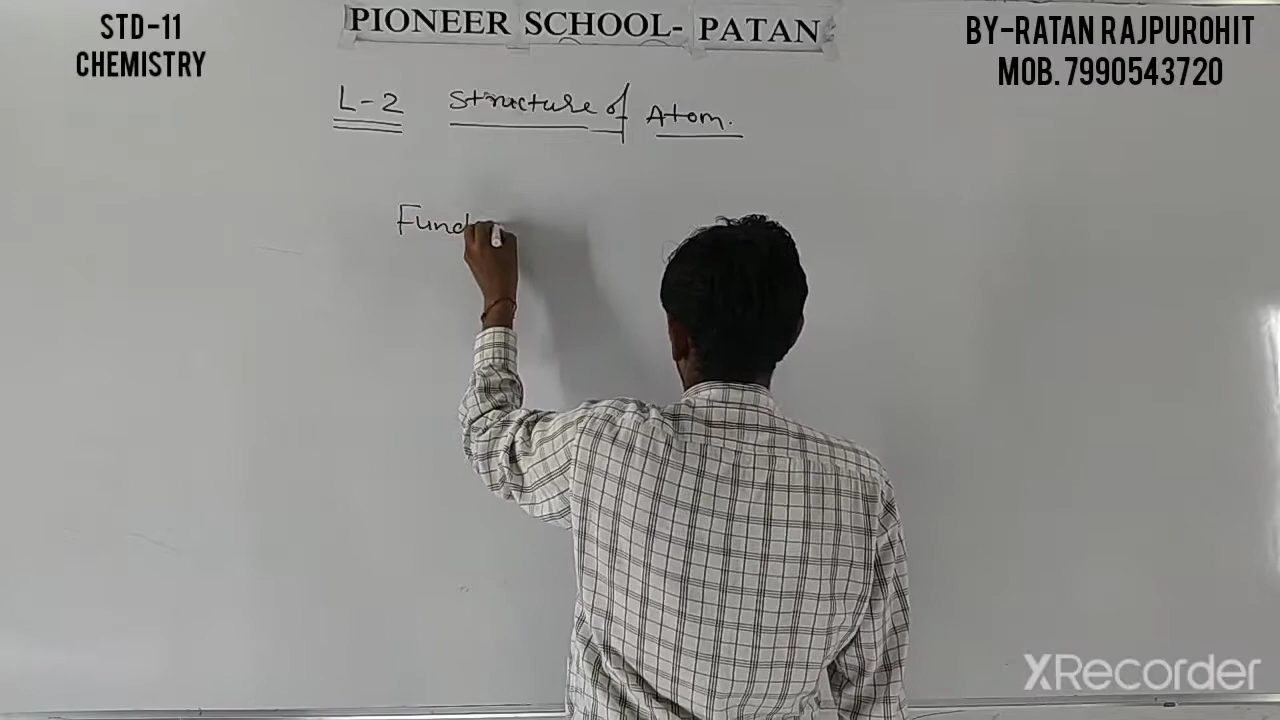 STD-11
CHEMISTRY
PIONEER SCHOOL- PATAN
BY-RATAN RAJPUROHIT
MOB. 7990543720
L-2 Structure of Atom.
Fund
XRecorder